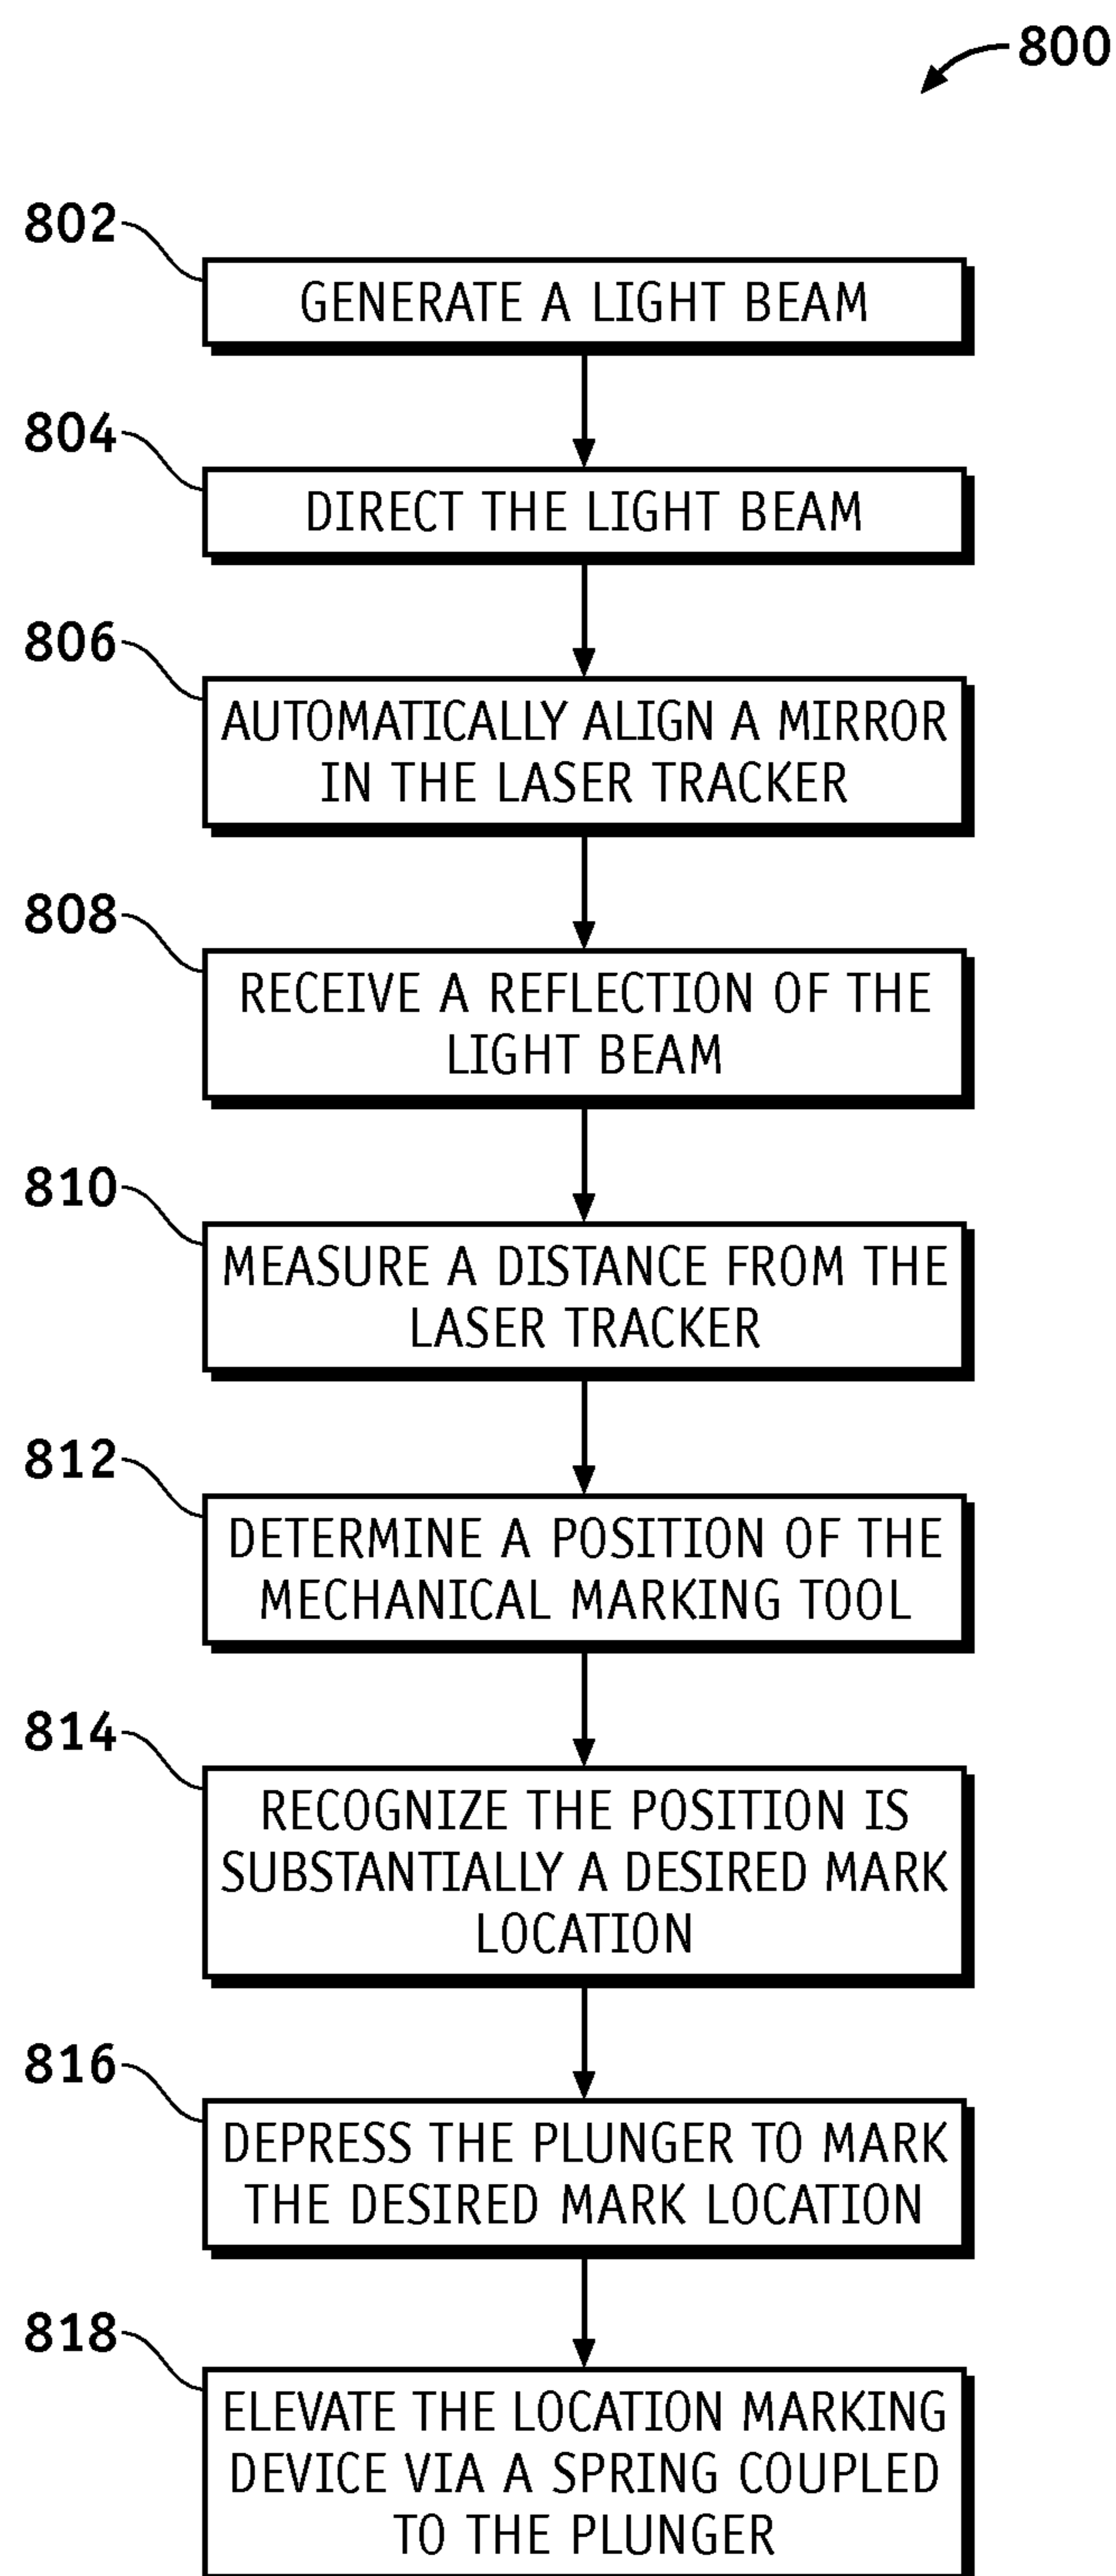 800
802
GENERATE A LIGHT BEAM
804
DIRECT THE LIGHT BEAM
806
AUTOMATICALLY ALIGN A MIRROR
IN THE LASER TRACKER
808
RECEIVE A REFLECTION OF THE
LIGHT BEAM
810
MEASURE A DISTANCE FROM THE
LASER TRACKER
812
DETERMINE A POSITION OF THE
MECHANICAL MARKING TOOL
814
RECOGNIZE THE POSITION IS
SUBSTANTIALLY A DESIRED MARK
LOCATION
816
DEPRESS THE PLUNGER TO MARK
THE DESIRED MARK LOCATION
818
ELEVATE THE LOCATION MARKING
DEVICE VIA A SPRING COUPLED
TO THE PLUNGER